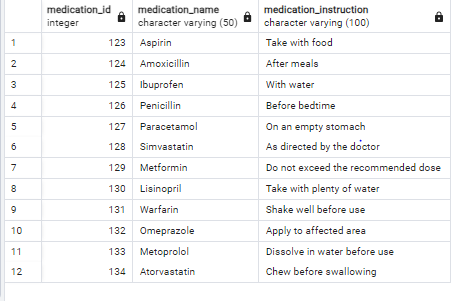 medication_id medication_name medication_instruction
integer character varying (50) character varying (100)
1 123 Aspirin Take with food
2 124 Amoxicillin After meals
3 125 Ibuprofen With water
4 126 Penicillin Before bedtime
5 127 Paracetamol On an empty stomach
6 128 Simvastatin As directed by the doctor
7 129 Metformin Do not exceed the recommended dose
8 130 Lisinopril Take with plenty of water
9 131 Warfarin Shake well before use
10 132 Omeprazole Apply to affected area
11 133 Metoprolol Dissolve in water before use
12 134 Atorvastatin Chew before swallowing